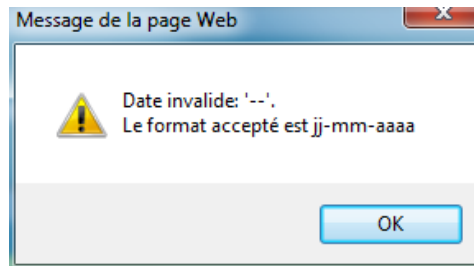 Message de la page Web
Date invalide: '--'.
Le format accepté est jj-mm-aaaa
OK